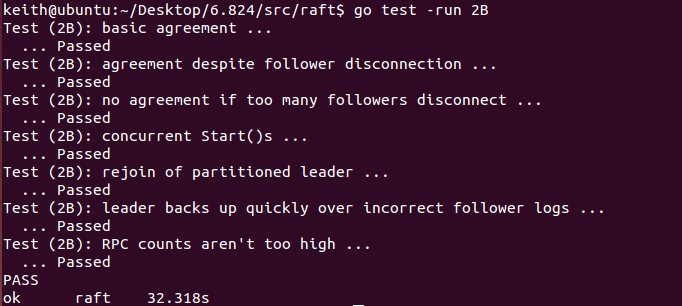 keith@ubuntu:~/Desktop/6.824/src/raft$ go test -run 2B
Test (2B): basic agreement ...
  ... Passed
Test (2B): agreement despite follower disconnection ...
  ... Passed
Test (2B): no agreement if too many followers disconnect ...
  ... Passed
Test (2B): concurrent Start()s ...
  ... Passed
Test (2B): rejoin of partitioned leader ...
  ... Passed
Test (2B): leader backs up quickly over incorrect follower logs ...
  ... Passed
Test (2B): RPC counts aren't too high ...
  ... Passed
PASS
ok      raft    32.318s